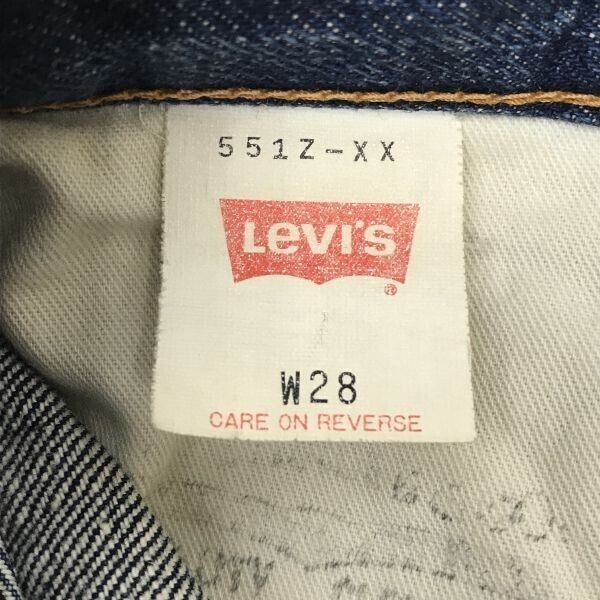 551Z-XX
Levi's
®
W28
CARE ON REVERSE